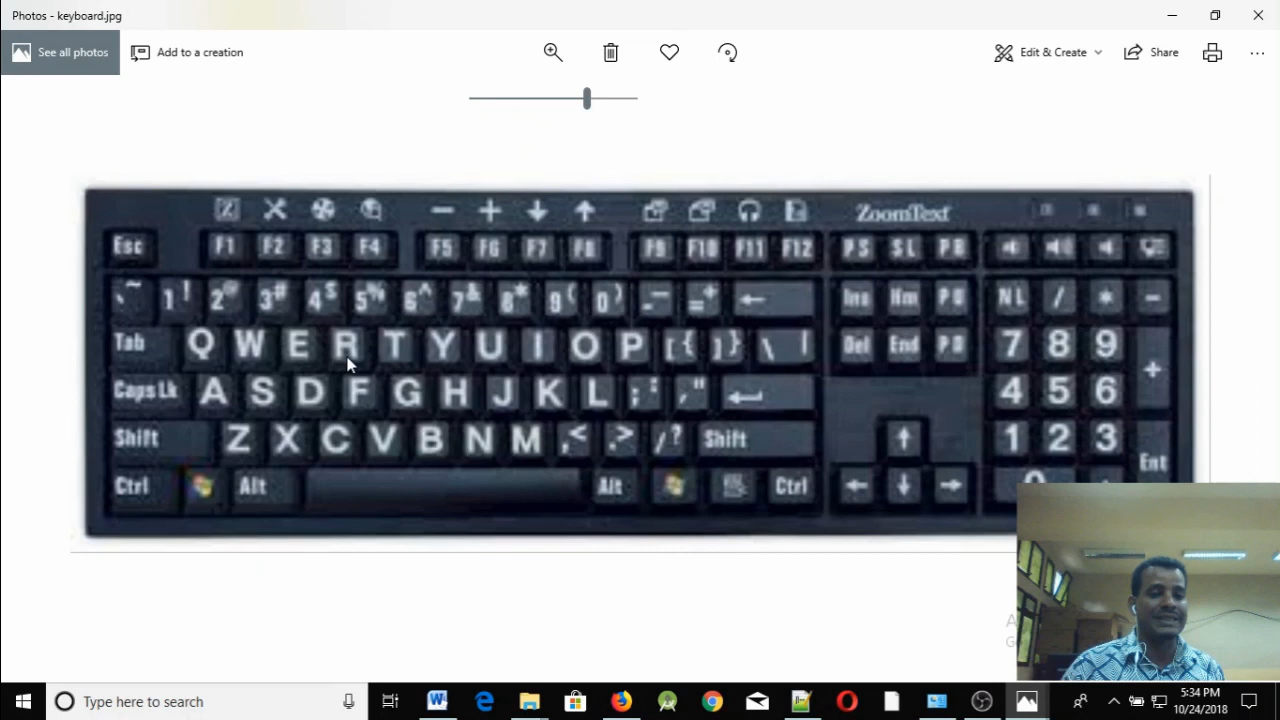 Photos - keyboard.jpg
See all photos
Add to a creation
Edit & Create
Share
ZoomText
Esc F1 F2 F3 F4 F5 F6 F7 F8 F9 F10 F11 F12 PS SL PB
`~ 1! 2@ 3# 4$ 5% 6^ 7& 8* 9( 0) -_ =+ ← Ins Hm PU NL / * -
Tab Q W E R T Y U I O P [{ ]} \ | Del End PD 7 8 9 +
Caps Lk A S D F G H J K L ;: '" 4 5 6
Shift Z X C V B N M ,< .> /? Shift ↑ 1 2 3
Ent
Ctrl Alt Alt Ctrl ← ↓ → 0
Type here to search
5:34 PM
10/24/2018